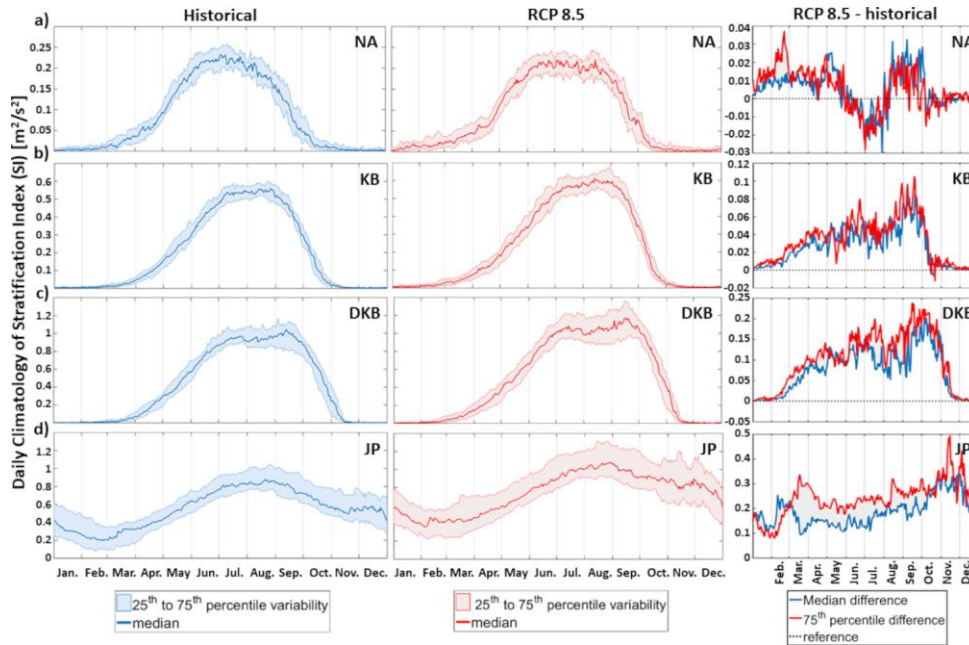 Historical
RCP 8.5
RCP 8.5 - historical
Daily Climatology of Stratification Index (SI) [m²/s²]
a)
NA
NA
NA
0.25
0.2
0.15
0.1
0.05
0.04
0.03
0.02
0.01
0
-0.01
-0.02
-0.03
b)
KB
KB
KB
0.6
0.5
0.4
0.3
0.2
0.1
0.12
0.1
0.08
0.06
0.04
0.02
0
-0.02
c)
DKB
DKB
DKB
1.2
1
0.8
0.6
0.4
0.2
0.25
0.2
0.15
0.1
0.05
0
-0.05
d)
JP
JP
JP
1.2
1
0.8
0.6
0.4
0.2
0
0.5
0.4
0.3
0.2
0.1
0
Jan. Feb. Mar. Apr. May Jun. Jul. Aug. Sep. Oct. Nov. Dec.
Jan. Feb. Mar. Apr. May Jun. Jul. Aug. Sep. Oct. Nov. Dec.
Feb. Mar. Apr. May Jun. Jul. Aug. Sep. Oct. Nov. Dec.
25th to 75th percentile variability
median
25th to 75th percentile variability
median
Median difference
75th percentile difference
reference